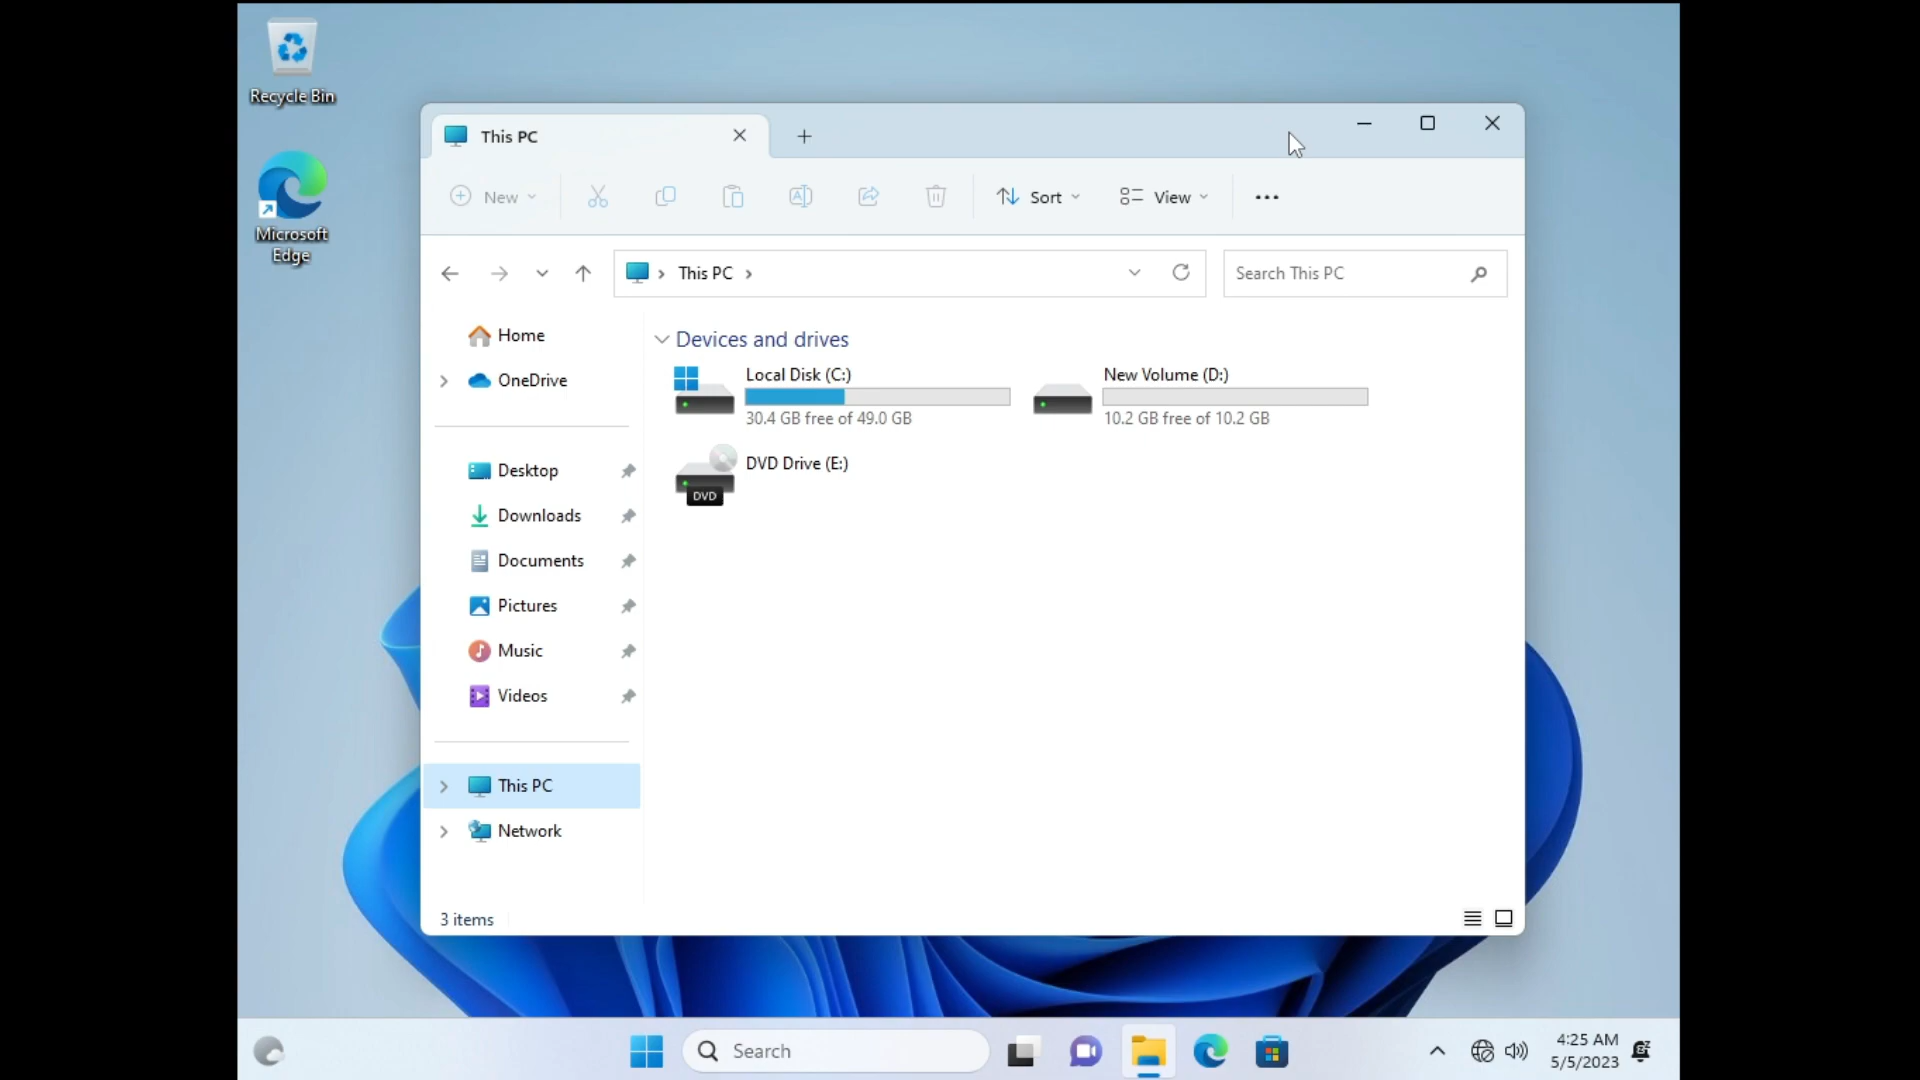 Recycle Bin
Microsoft
Edge
This PC
New
Sort
View
This PC
Search This PC
Home
OneDrive
Desktop
Downloads
Documents
Pictures
Music
Videos
This PC
Network
Devices and drives
Local Disk (C:)
30.4 GB free of 49.0 GB
New Volume (D:)
10.2 GB free of 10.2 GB
DVD
DVD Drive (E:)
3 items
Search
4:25 AM
5/5/2023